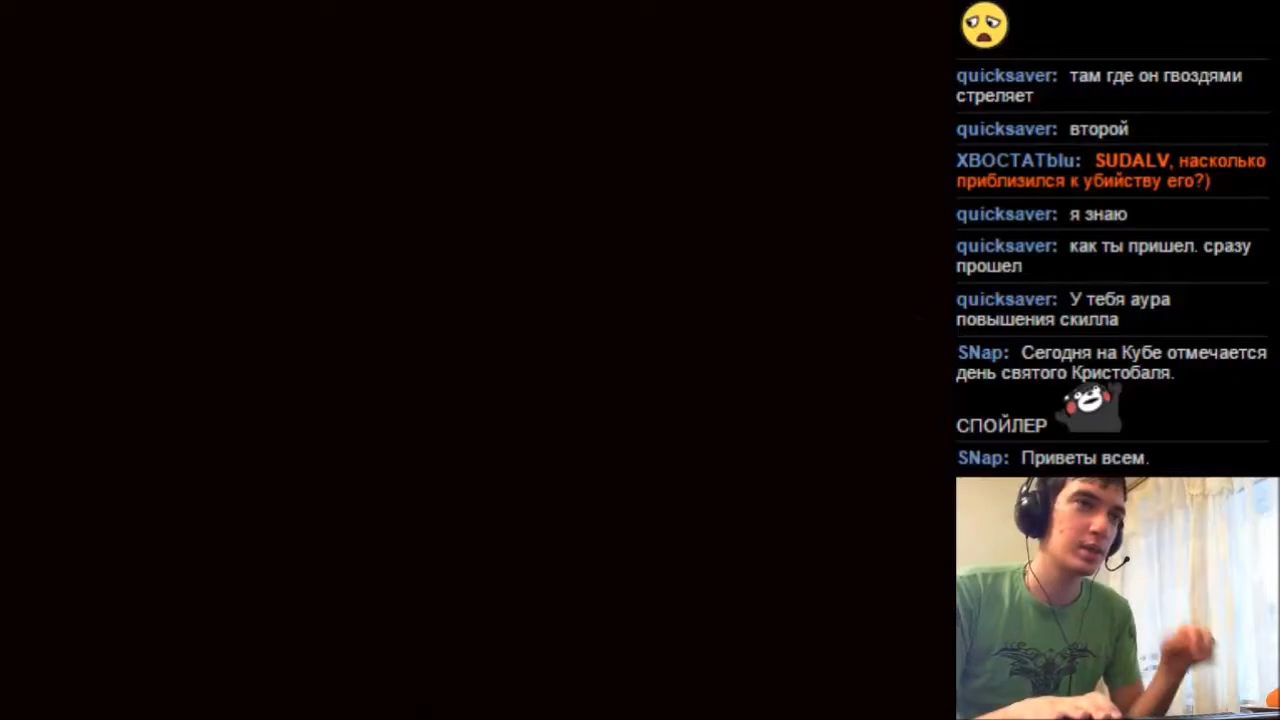 quicksaver: там где он гвоздями
стреляет
quicksaver: второй
XBOCTATblu: SUDALV, насколько
приблизился к убийству его?)
quicksaver: я знаю
quicksaver: как ты пришел. сразу
прошел
quicksaver: У тебя аура
повышения скилла
SNap: Сегодня на Кубе отмечается
день святого Кристобаля.
СПОЙЛЕР
SNap: Приветы всем.